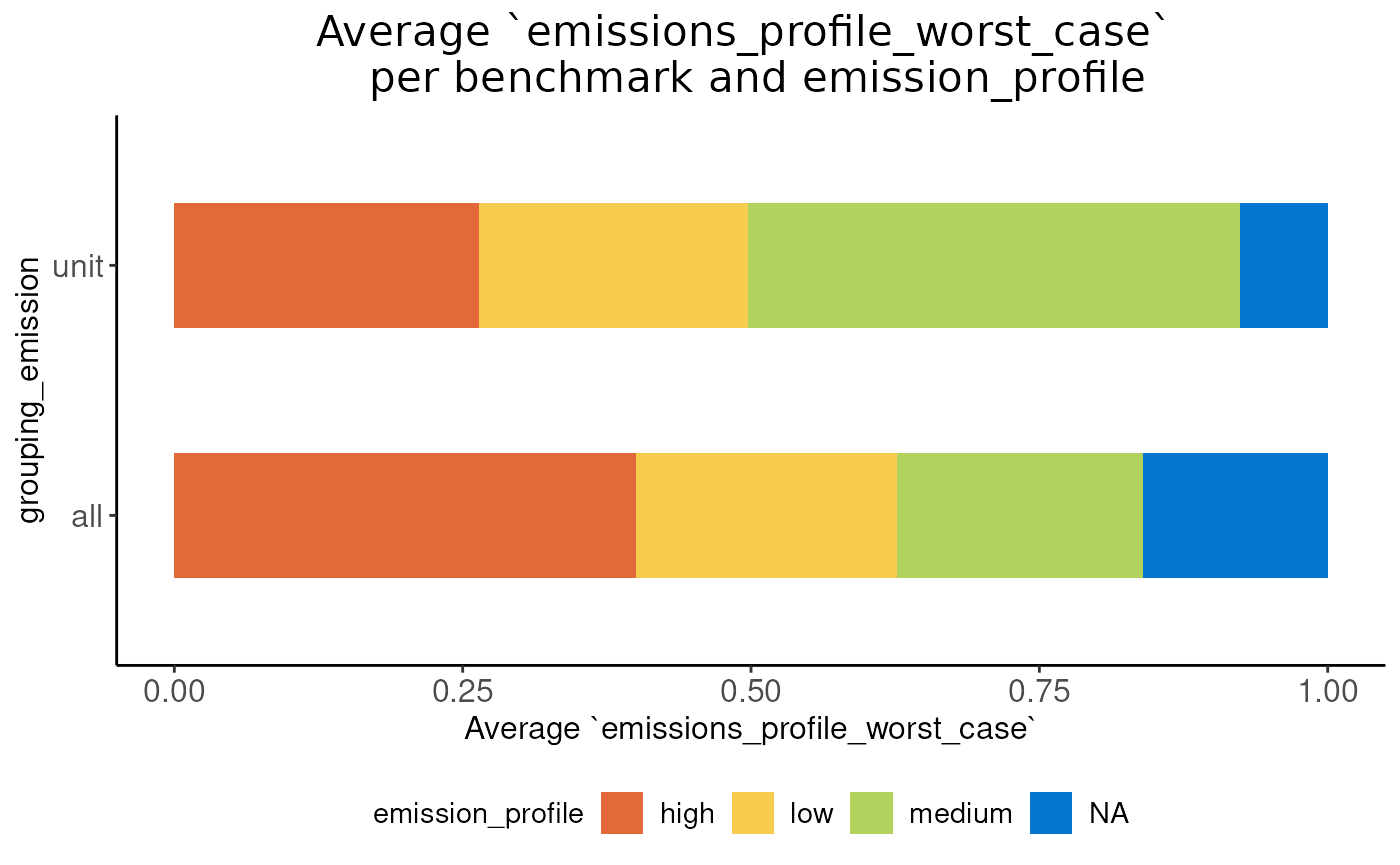 Average `emissions_profile_worst_case`
per benchmark and emission_profile
grouping_emission
unit
all
0.00 0.25 0.50 0.75 1.00
Average `emissions_profile_worst_case`
emission_profile high low medium NA